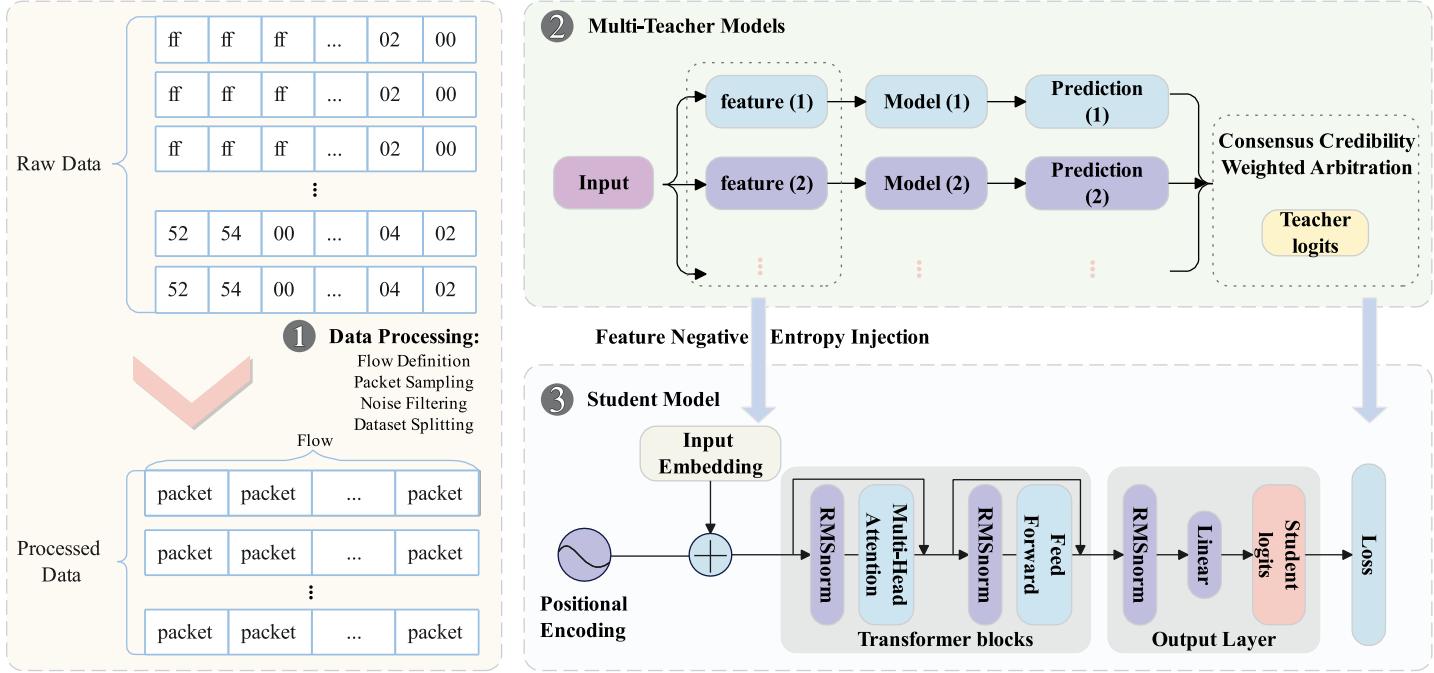 ff ff ff ... 02 00
ff ff ff ... 02 00
ff ff ff ... 02 00
Raw Data
52 54 00 ... 04 02
52 54 00 ... 04 02
1 Data Processing:
Flow Definition
Packet Sampling
Noise Filtering
Dataset Splitting
Flow
packet packet ... packet
Processed
Data
packet packet ... packet
packet packet ... packet
2 Multi-Teacher Models
Input
feature (1) Model (1) Prediction
(1)
feature (2) Model (2) Prediction
(2)
Consensus Credibility
Weighted Arbitration
Teacher
logits
Feature Negative Entropy Injection
3 Student Model
Input
Embedding
Positional
Encoding
RMSnorm
Multi-Head
Attention
RMSnorm
Feed
Forward
Transformer blocks
RMSnorm
Linear
Student
logits
Output Layer
Loss